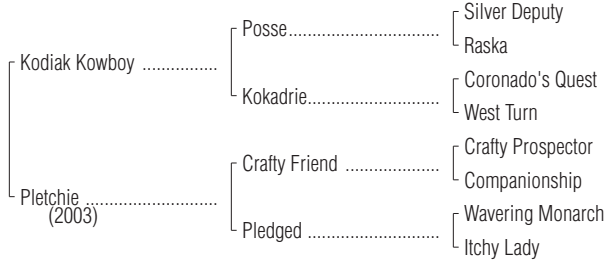 Silver Deputy
Posse
Raska
Kodiak Kowboy
Coronado's Quest
Kokadrie
West Turn
Crafty Prospector
Crafty Friend
Companionship
Pletchie
(2003)
Wavering Monarch
Pledged
Itchy Lady